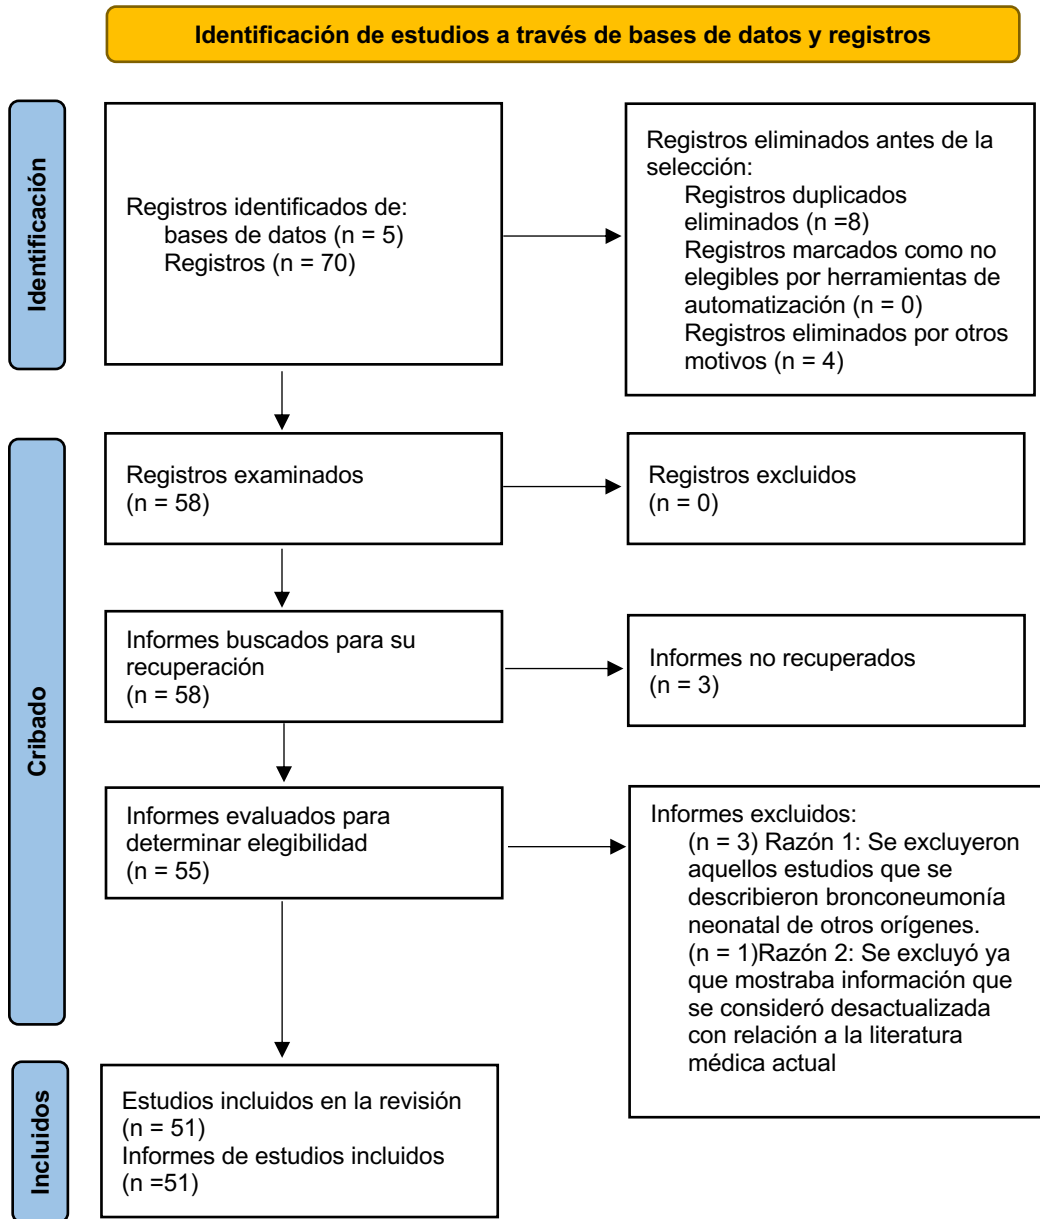 Identificación de estudios a través de bases de datos y registros
Identificación
Registros identificados de:
bases de datos (n = 5)
Registros (n = 70)
Registros eliminados antes de la
selección:
Registros duplicados
eliminados (n =8)
Registros marcados como no
elegibles por herramientas de
automatización (n = 0)
Registros eliminados por otros
motivos (n = 4)
Cribado
Registros examinados
(n = 58)
Registros excluidos
(n = 0)
Informes buscados para su
recuperación
(n = 58)
Informes no recuperados
(n = 3)
Informes evaluados para
determinar elegibilidad
(n = 55)
Informes excluidos:
(n = 3) Razón 1: Se excluyeron
aquellos estudios que se
describieron bronconeumonía
neonatal de otros orígenes.
(n = 1)Razón 2: Se excluyó ya
que mostraba información que
se consideró desactualizada
con relación a la literatura
médica actual
Incluidos
Estudios incluidos en la revisión
(n = 51)
Informes de estudios incluidos
(n =51)